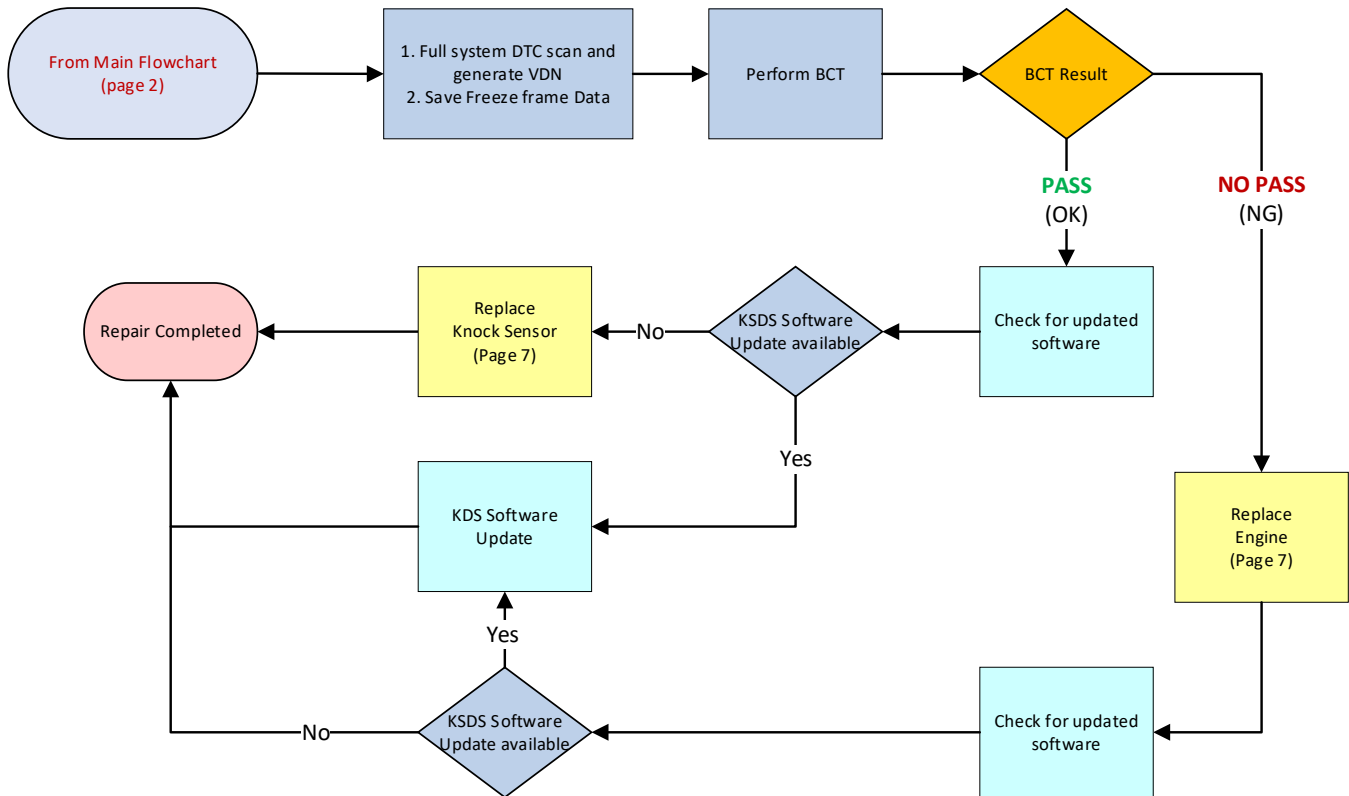 From Main Flowchart
(page 2)
1. Full system DTC scan and
generate VDN
2. Save Freeze frame Data
Perform BCT
BCT Result
PASS
(OK)
NO PASS
(NG)
Repair Completed
Replace
Knock Sensor
(Page 7)
No
KSDS Software
Update available
Check for updated
software
Yes
KDS Software
Update
Replace
Engine
(Page 7)
Yes
No
KSDS Software
Update available
Check for updated
software